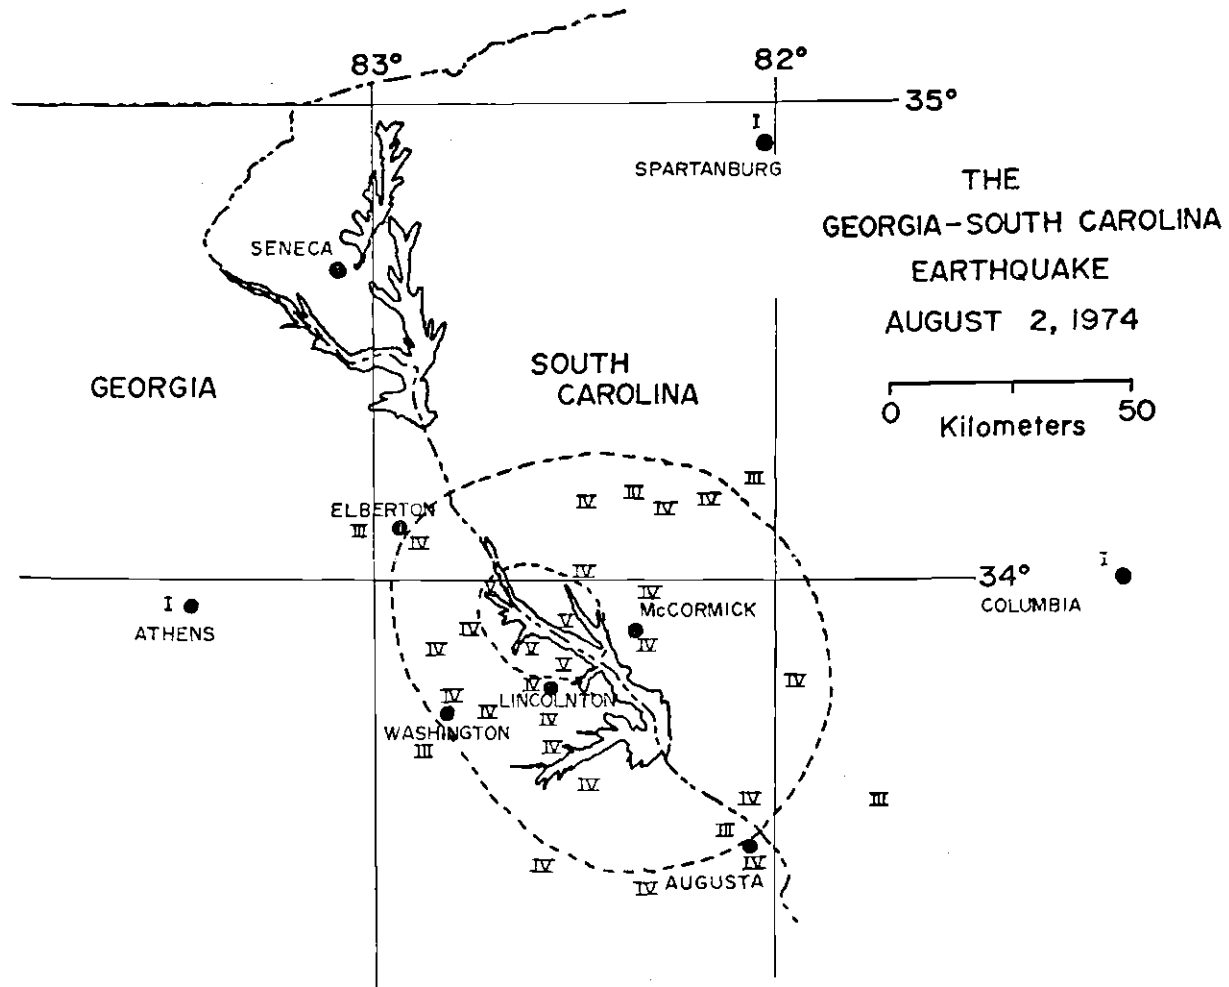 83°
82°
35°
I
SPARTANBURG
THE
GEORGIA-SOUTH CAROLINA
EARTHQUAKE
AUGUST 2, 1974
SENECA
SOUTH
CAROLINA
GEORGIA
0 50
Kilometers
III
III
IV
IV
IV
ELBERTON
III
IV
I
34°
COLUMBIA
IV
IV
V
I
ATHENS
McCORMICK
V
IV
IV
IV
V
V
IV
IV
IV
LINCOLNTON
IV
IV
WASHINGTON
IV
III
IV
IV
IV
III
III
IV
IV
IV
AUGUSTA